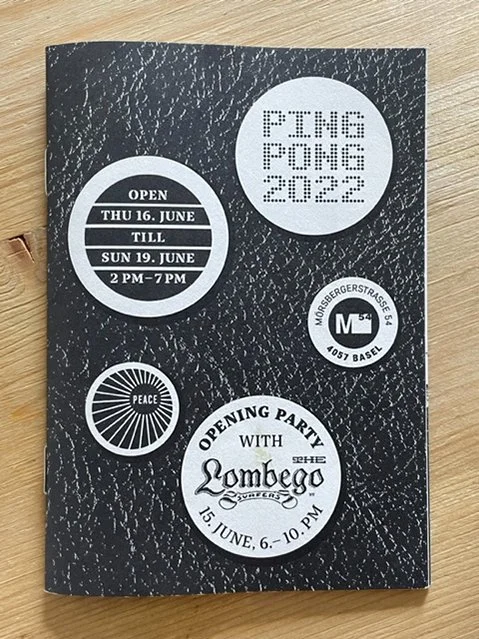 PING
PONG
2022
OPEN
THU 16. JUNE
TILL
SUN 19. JUNE
2 PM–7 PM
MÖRSBERGERSTRASSE 54
M54
4057 BASEL
PEACE
OPENING PARTY
WITH
THE
Lombego
SURFERS
15. JUNE, 6.–10. PM